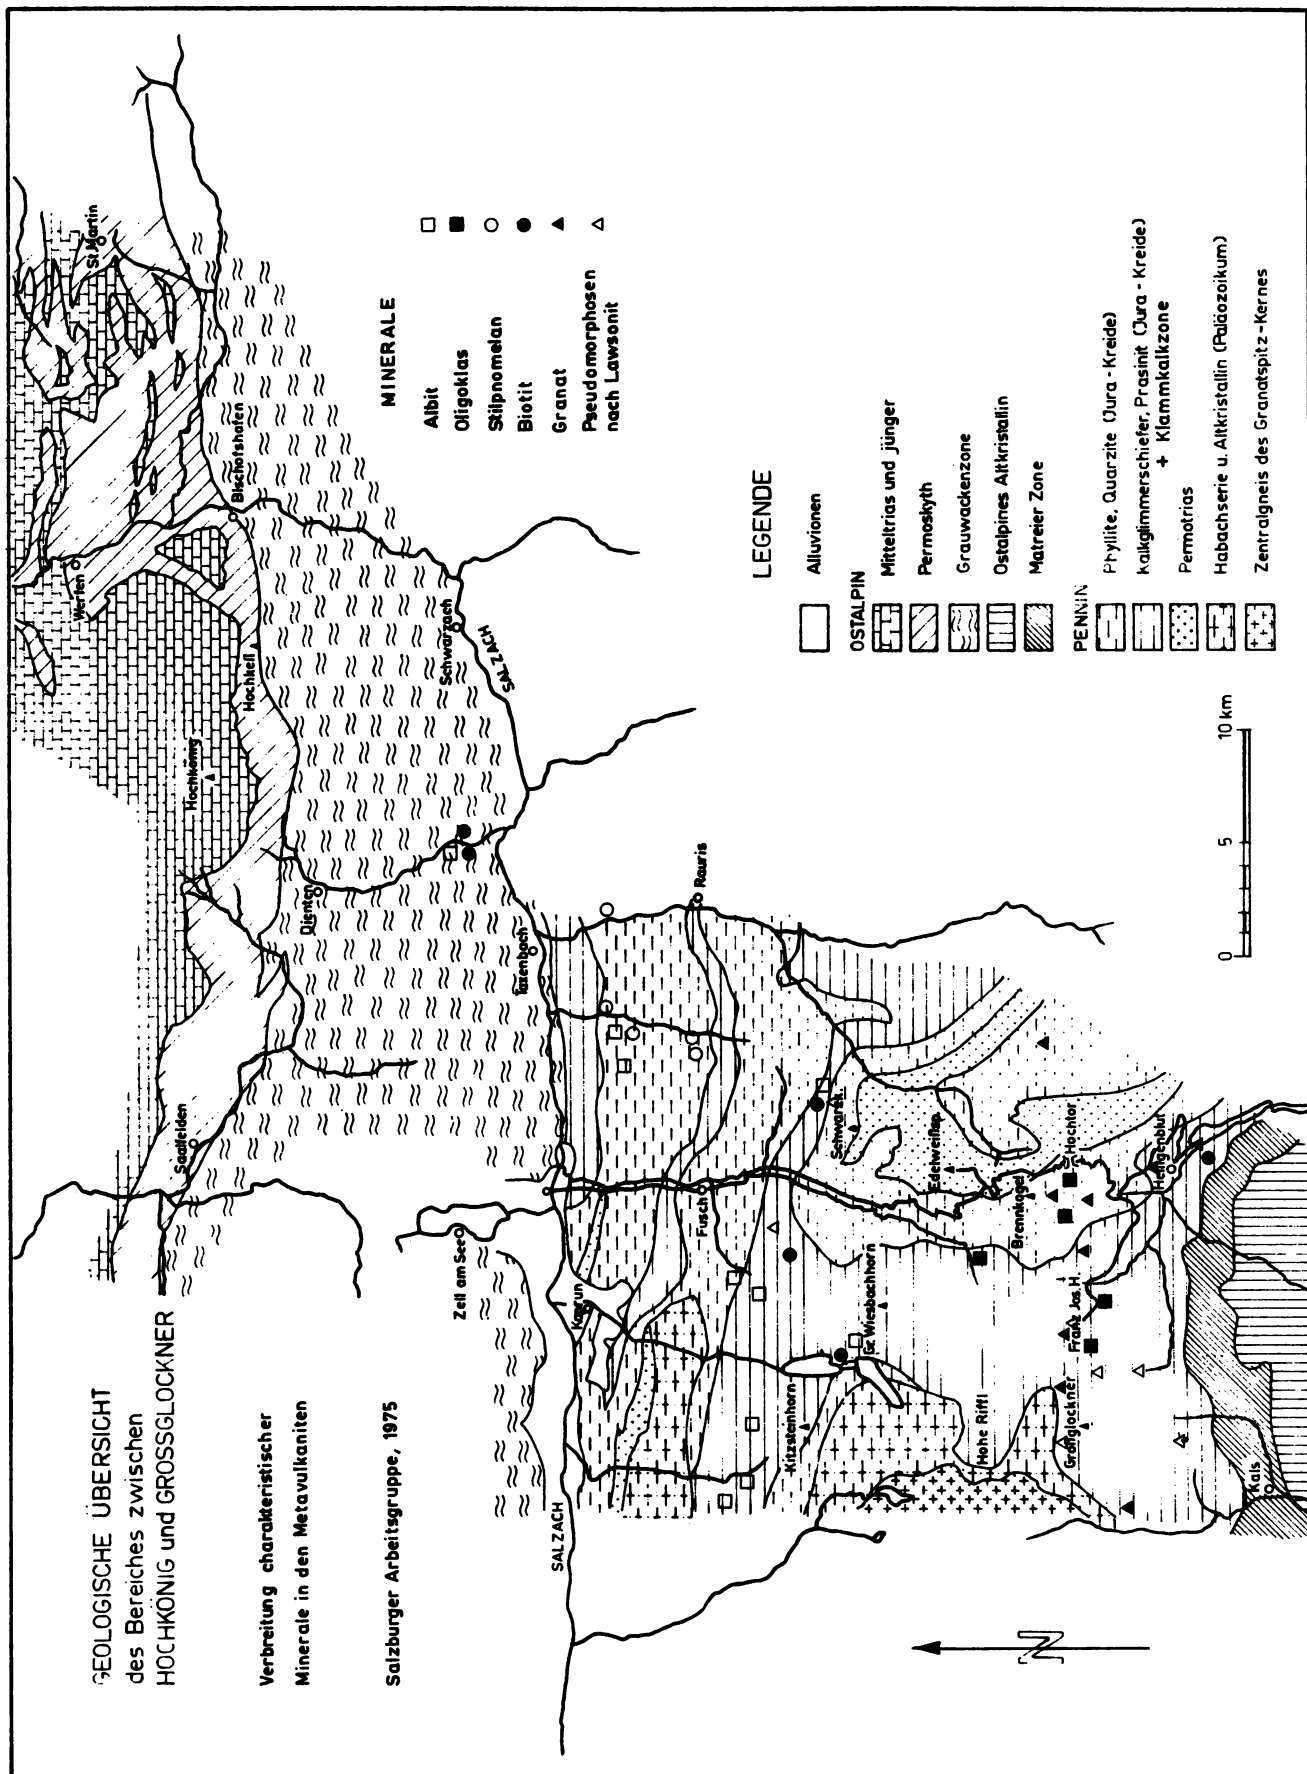 GEOLOGISCHE ÜBERSICHT
des Bereiches zwischen
HOCHKÖNIG und GROSSGLOCKNER
Verbreitung charakteristischer
Minerale in den Metavulkaniten
Salzburger Arbeitsgruppe, 1975
MINERALE
Albit
Oligoklas
Stilpnomelan
Biotit
Granat
Pseudomorphosen
nach Lawsonit
LEGENDE
Alluvionen
OSTALPIN
Mitteltrias und jünger
Permoskyth
Grauwackenzone
Ostalpines Altkristallin
Matreier Zone
PENNIN
Phyllite, Quarzite (Jura - Kreide)
Kalkglimmerschiefer, Prasinit (Jura - Kreide)
+ Klammkalkzone
Permotrias
Habachserie u. Altkristallin (Paläozoikum)
Zentralgneis des Granatspitz - Kernes
0 5 10 km
N
St. Martin
Bischofshofen
Werfen
Hochkeil
Hochkönig
Schwarzach
SALZACH
Dienten
Taxenbach
Rauris
Saalfelden
Zell am See
Kaprun
Fusch
SALZACH
Kitzsteinhorn
Gr. Wiesbachhorn
Schwarzk.
Edelweißsp.
Brennkogel
Hochtor
Heiligenblut
Franz Jos. H.
Hohe Riffl
Großglockner
Kals